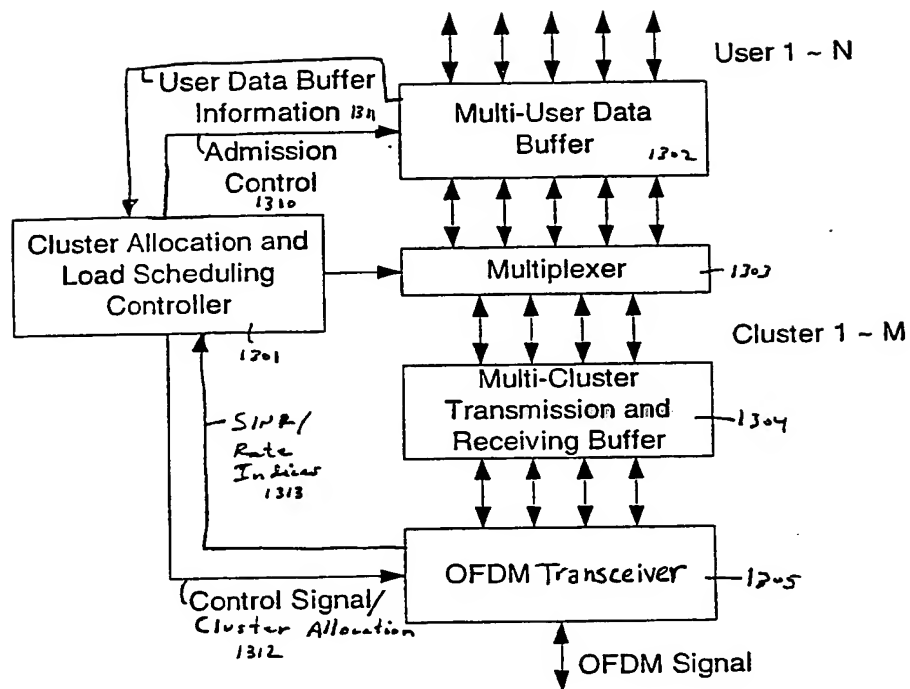 User 1 ~ N
User Data Buffer
Information 1311
Multi-User Data
Buffer
1302
Admission
Control
1310
Cluster Allocation and
Load Scheduling
Controller
1301
Multiplexer
1303
Cluster 1 ~ M
Multi-Cluster
Transmission and
Receiving Buffer
1304
SINR/
Rate
Indices
1313
OFDM Transceiver
1305
Control Signal/
Cluster Allocation
1312
OFDM Signal